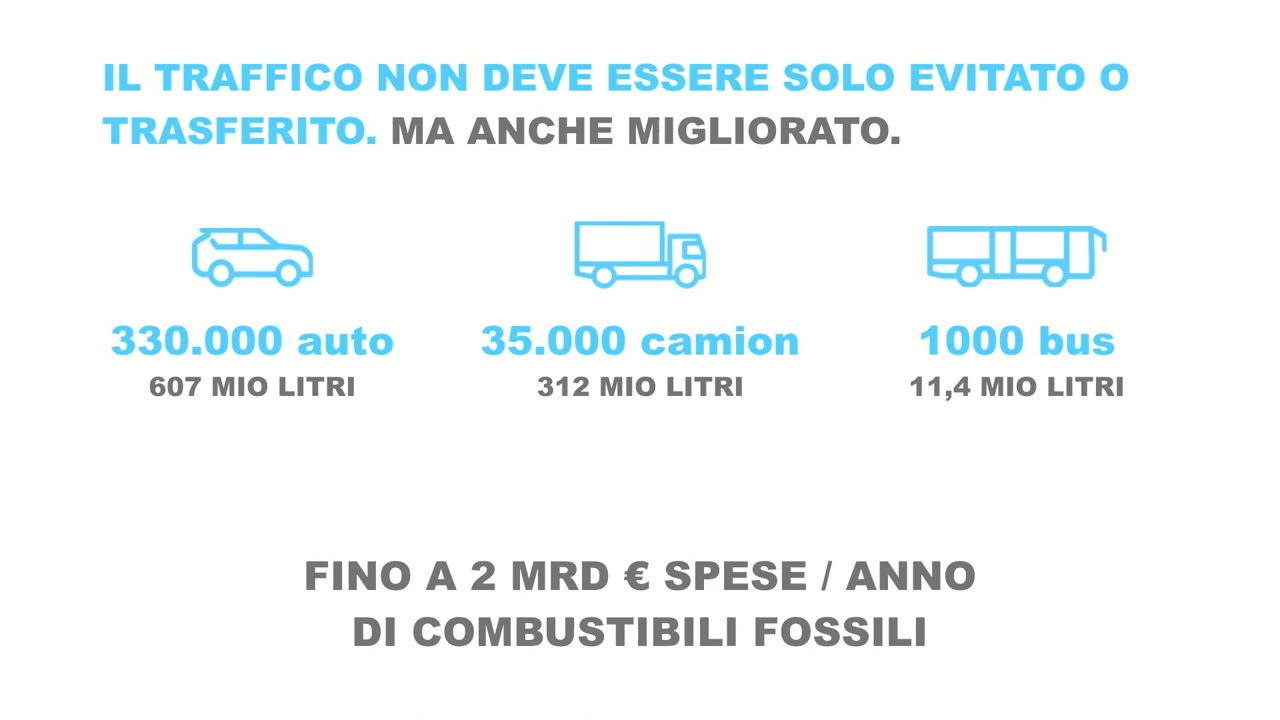 IL TRAFFICO NON DEVE ESSERE SOLO EVITATO O
TRASFERITO. MA ANCHE MIGLIORATO.
330.000 auto
607 MIO LITRI
35.000 camion
312 MIO LITRI
1000 bus
11,4 MIO LITRI
FINO A 2 MRD € SPESE / ANNO
DI COMBUSTIBILI FOSSILI